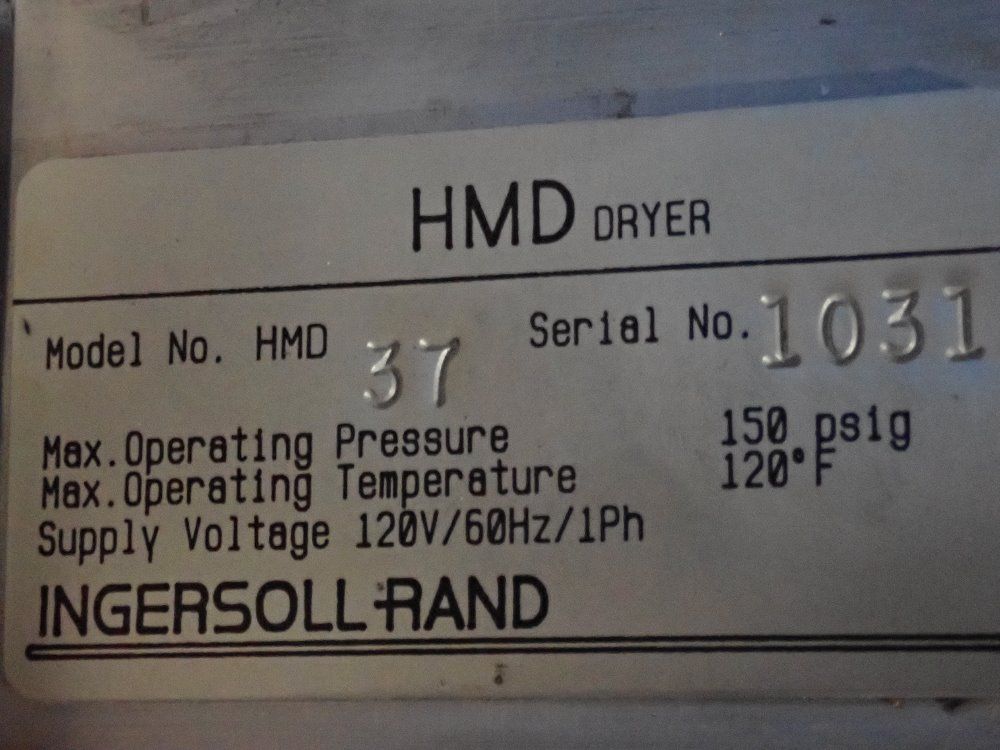 HMD DRYER
Model No. HMD 37 Serial No. 1031
Max.Operating Pressure 150 psig
Max.Operating Temperature 120°F
Supply Voltage 120V/60Hz/1Ph
INGERSOLL-RAND